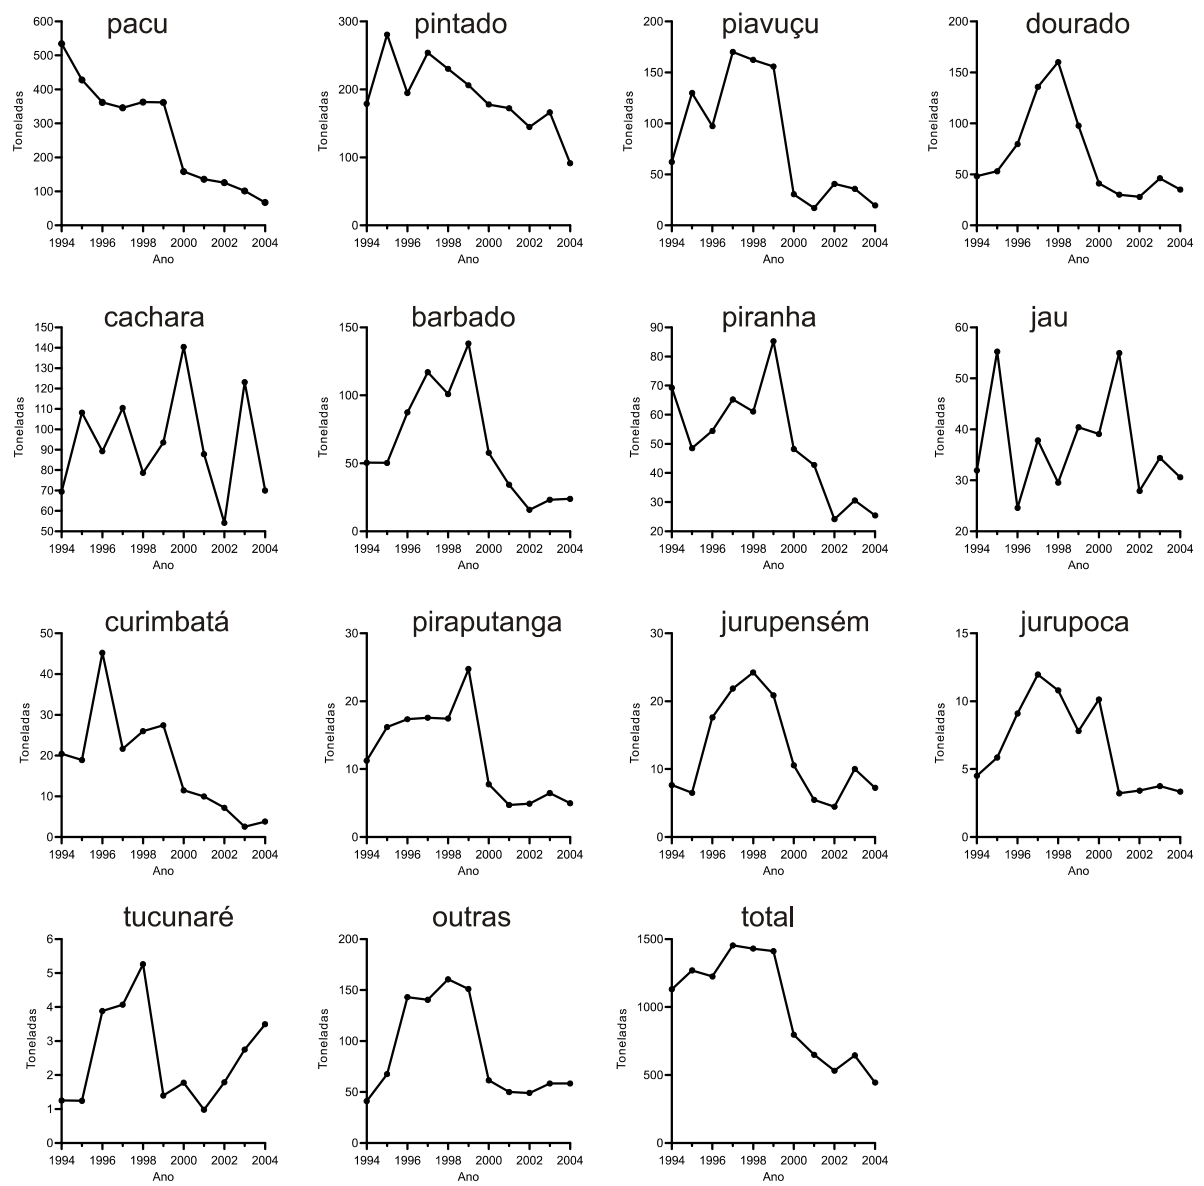 pacu
600
500
400
300
200
100
0
Toneladas
1994 1996 1998 2000 2002 2004
Ano
pintado
300
200
100
0
Toneladas
1994 1996 1998 2000 2002 2004
Ano
piavuçu
200
150
100
50
0
Toneladas
1994 1996 1998 2000 2002 2004
Ano
dourado
200
150
100
50
0
Toneladas
1994 1996 1998 2000 2002 2004
Ano
cachara
150
140
130
120
110
100
90
80
70
60
50
Toneladas
1994 1996 1998 2000 2002 2004
Ano
barbado
150
100
50
0
Toneladas
1994 1996 1998 2000 2002 2004
Ano
piranha
90
80
70
60
50
40
30
20
Toneladas
1994 1996 1998 2000 2002 2004
Ano
jau
60
50
40
30
20
Toneladas
1994 1996 1998 2000 2002 2004
Ano
curimbatá
50
40
30
20
10
0
Toneladas
1994 1996 1998 2000 2002 2004
Ano
piraputanga
30
20
10
0
Toneladas
1994 1996 1998 2000 2002 2004
Ano
jurupensém
30
20
10
0
Toneladas
1994 1996 1998 2000 2002 2004
Ano
jurupoca
15
10
5
0
Toneladas
1994 1996 1998 2000 2002 2004
Ano
tucunaré
6
5
4
3
2
1
0
Toneladas
1994 1996 1998 2000 2002 2004
Ano
outras
200
150
100
50
0
Toneladas
1994 1996 1998 2000 2002 2004
Ano
total
1500
1000
500
0
Toneladas
1994 1996 1998 2000 2002 2004
Ano